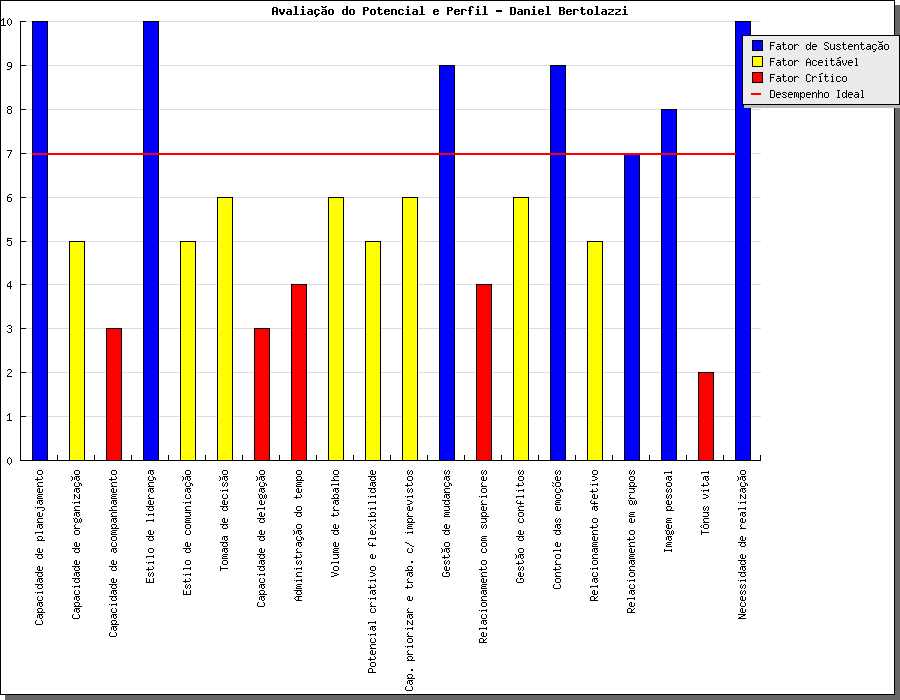 Avaliação do Potencial e Perfil - Daniel Bertolazzi
Fator de Sustentação
Fator Aceitável
Fator Crítico
Desempenho Ideal
10
9
8
7
6
5
4
3
2
1
0
Capacidade de planejamento
Capacidade de organização
Capacidade de acompanhamento
Estilo de liderança
Estilo de comunicação
Tomada de decisão
Capacidade de delegação
Administração do tempo
Volume de trabalho
Potencial criativo e flexibilidade
Cap. priorizar e trab. c/ imprevistos
Gestão de mudanças
Relacionamento com superiores
Gestão de conflitos
Controle das emoções
Relacionamento afetivo
Relacionamento em grupos
Imagem pessoal
Tônus vital
Necessidade de realização